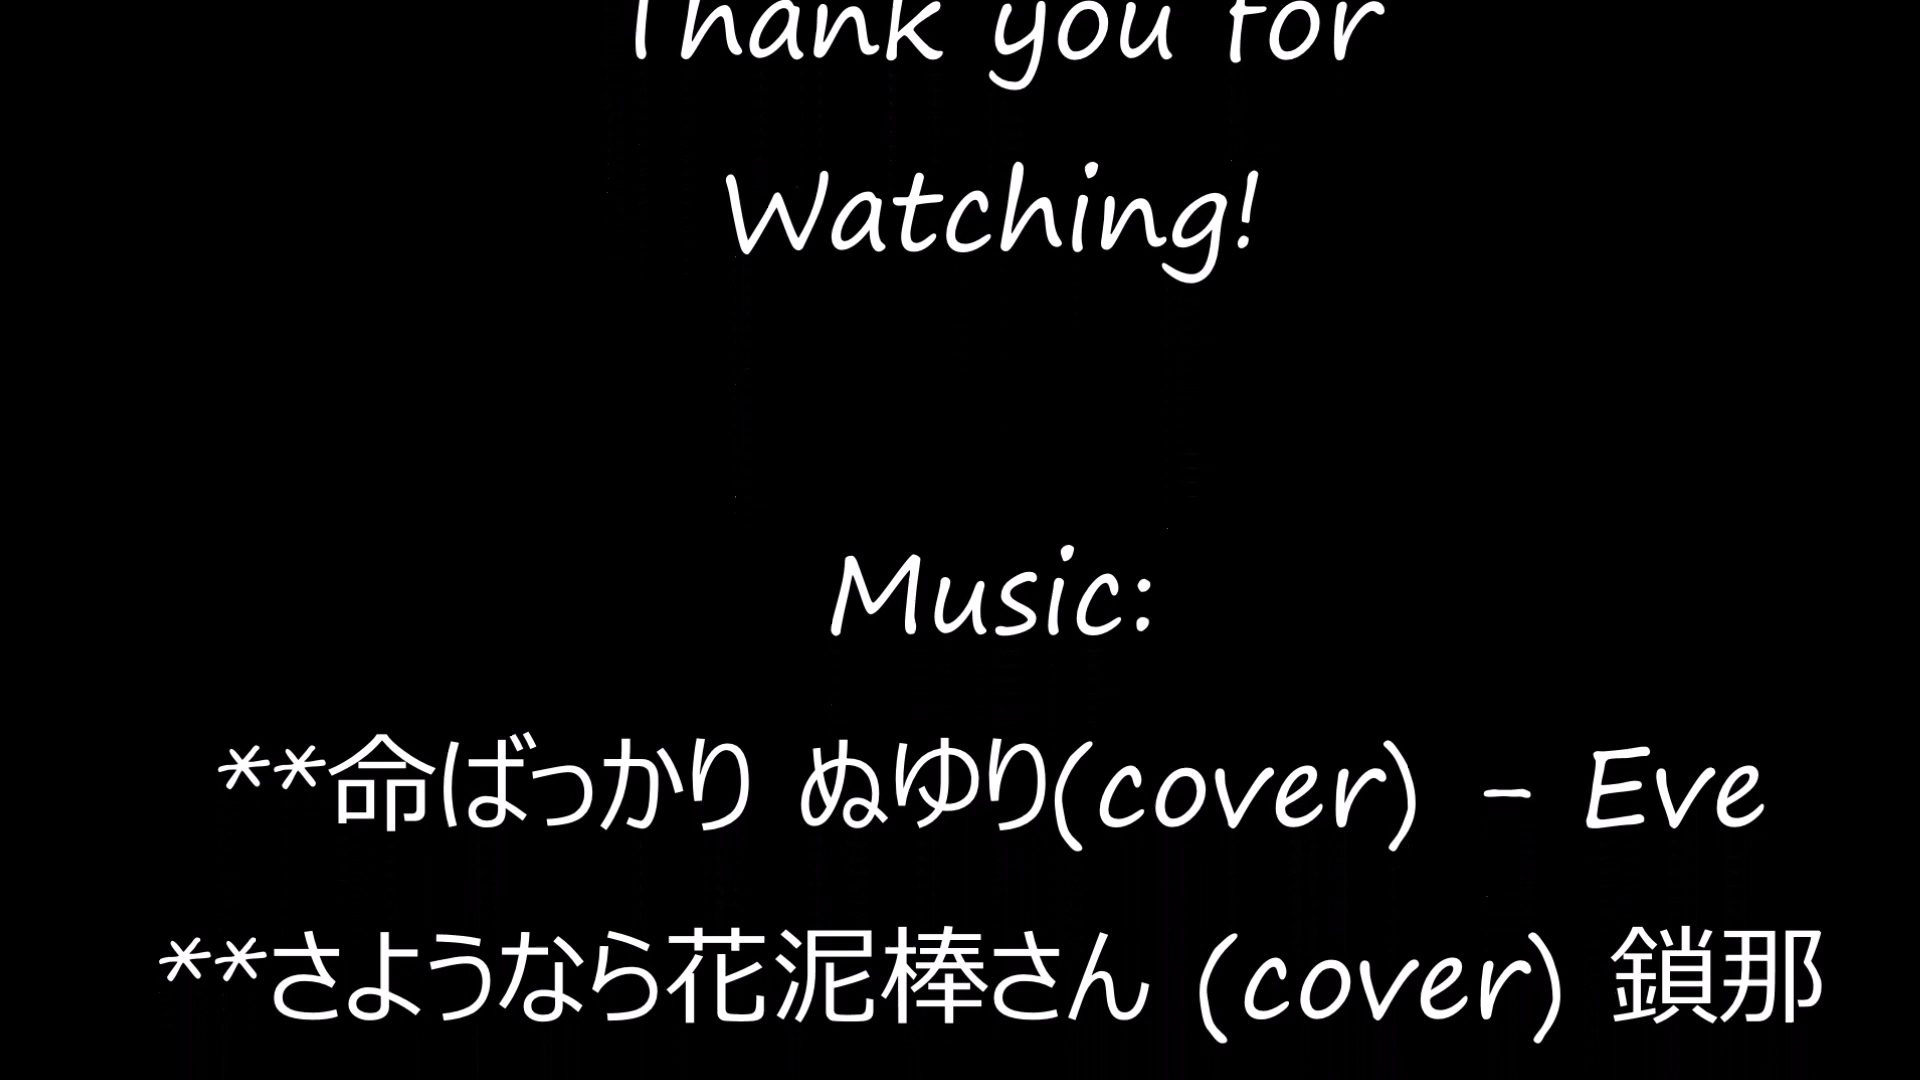 Thank you for
Watching!
Music:
**命ばっかり ぬゆり(cover) - Eve
**さようなら花泥棒さん (cover) 鎖那